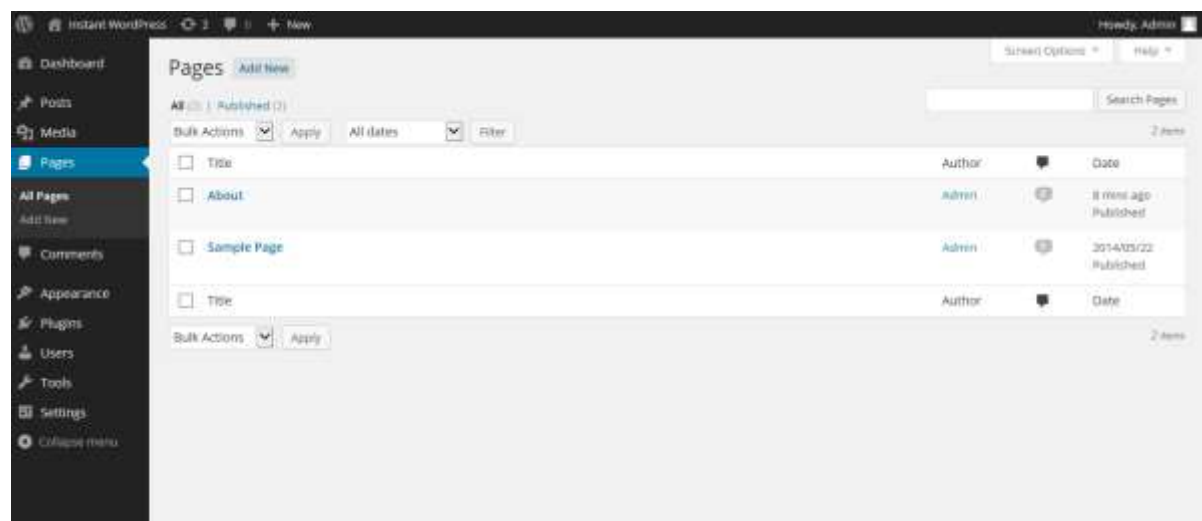 Instant WordPress 3 New Howdy, Admin
Screen Options Help
Dashboard
Posts
Media
Pages
All Pages
Add New
Comments
Appearance
Plugins
Users
Tools
Settings
Collapse menu
Pages Add New
All (2) | Published (2)
Search Pages
Bulk Actions Apply All dates Filter 2 items
Title Author Date
About Admin 8 mins ago
Published
Sample Page Admin 2014/05/22
Published
Title Author Date
Bulk Actions Apply 2 items